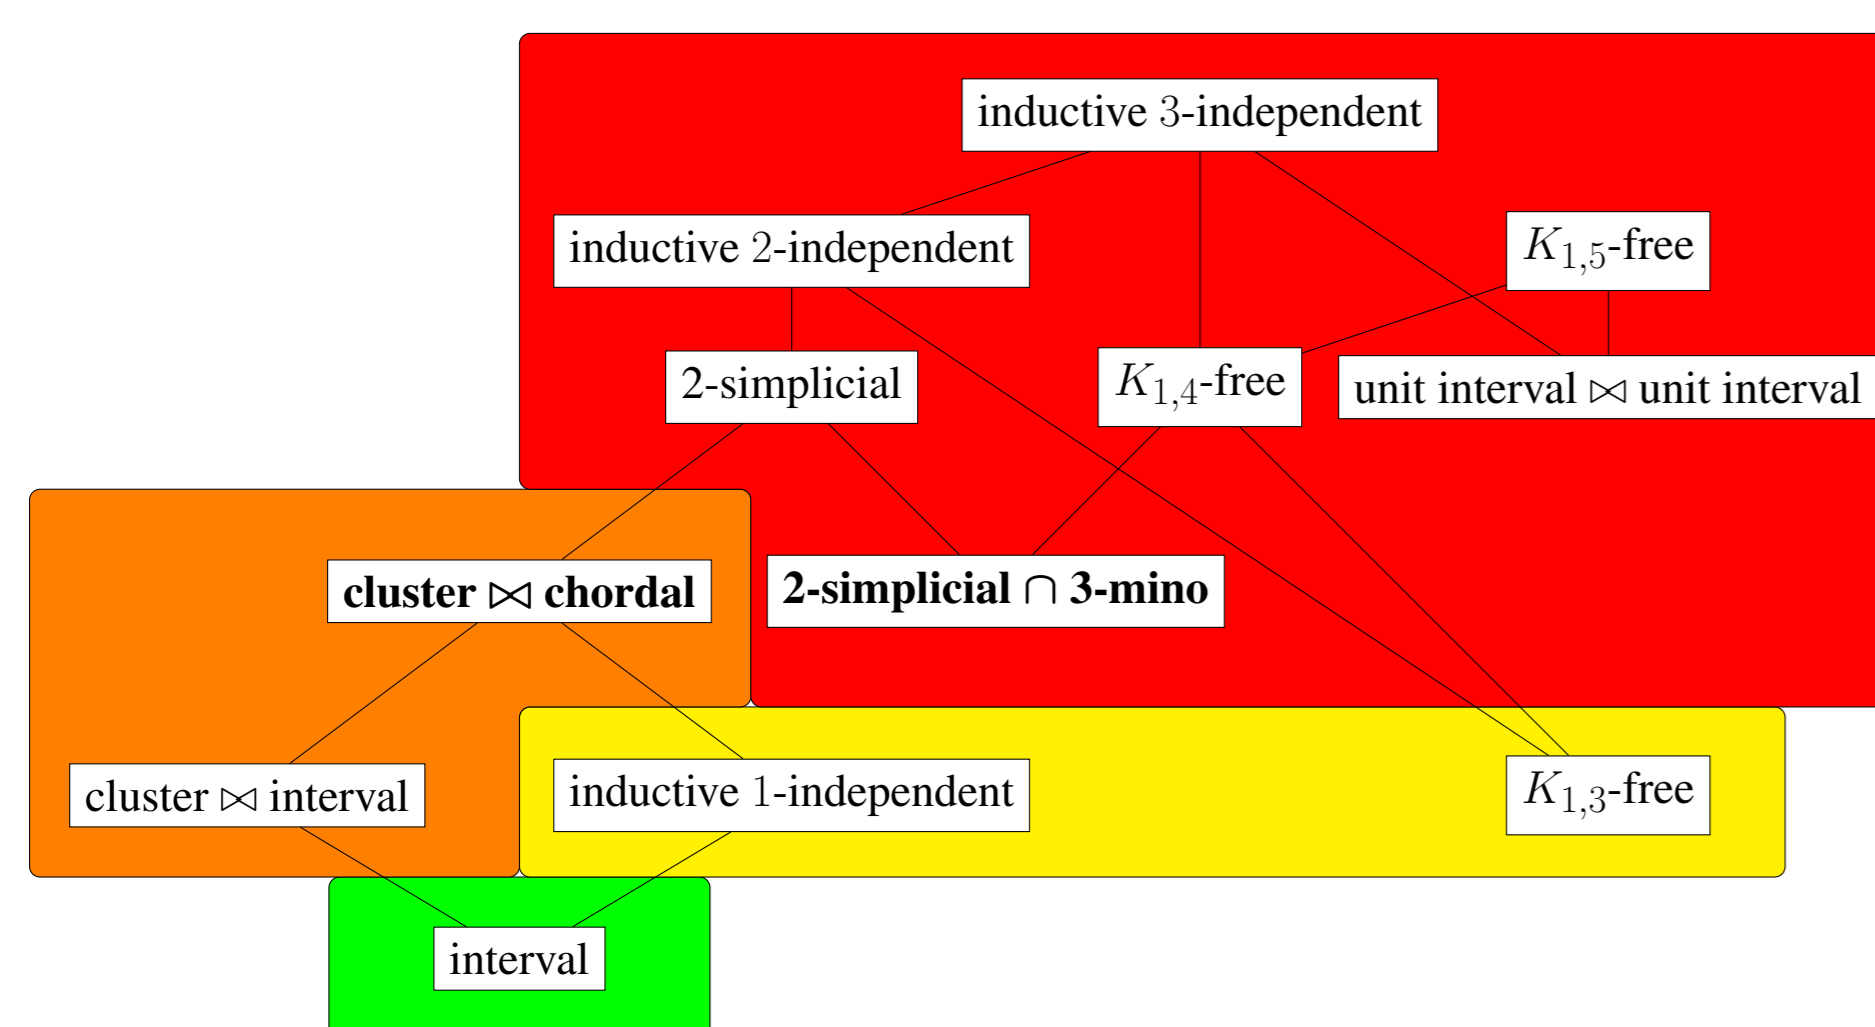 inductive 3-independent
inductive 2-independent
K₁,₅-free
2-simplicial
K₁,₄-free
unit interval ⋈ unit interval
cluster ⋈ chordal
2-simplicial ∩ 3-mino
cluster ⋈ interval
inductive 1-independent
K₁,₃-free
interval